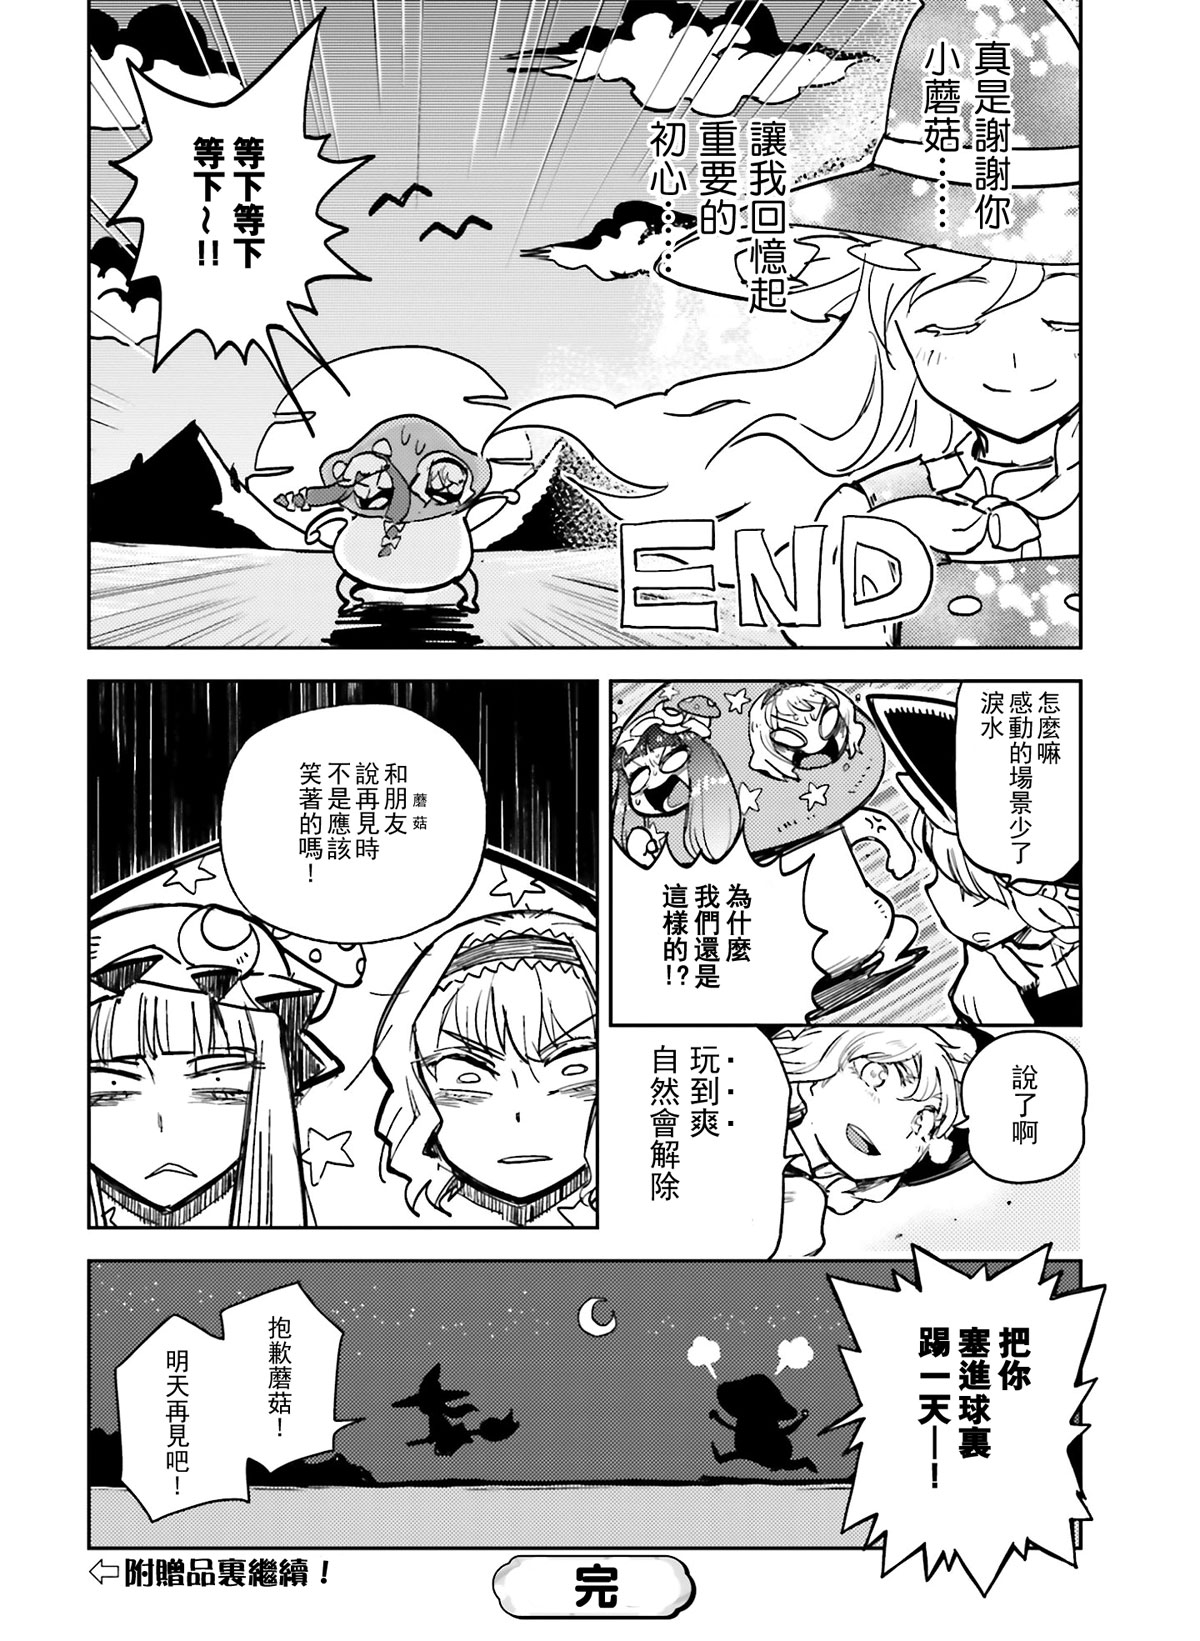 真是謝謝你
小蘑菇……
讓我回憶起
重要的
初心……
等下等下
等下~!!
END
怎麼嘛
感動的場景少了
淚水
為什麼
我們還是
這樣的!?
說了啊
玩到爽
自然會解除
蘑菇
和朋友
說再見時
不是應該
笑著的嗎！
把你
塞進球裏
踢一天—！
抱歉蘑菇！
明天再見吧！
⇦附贈品裏繼續！
完